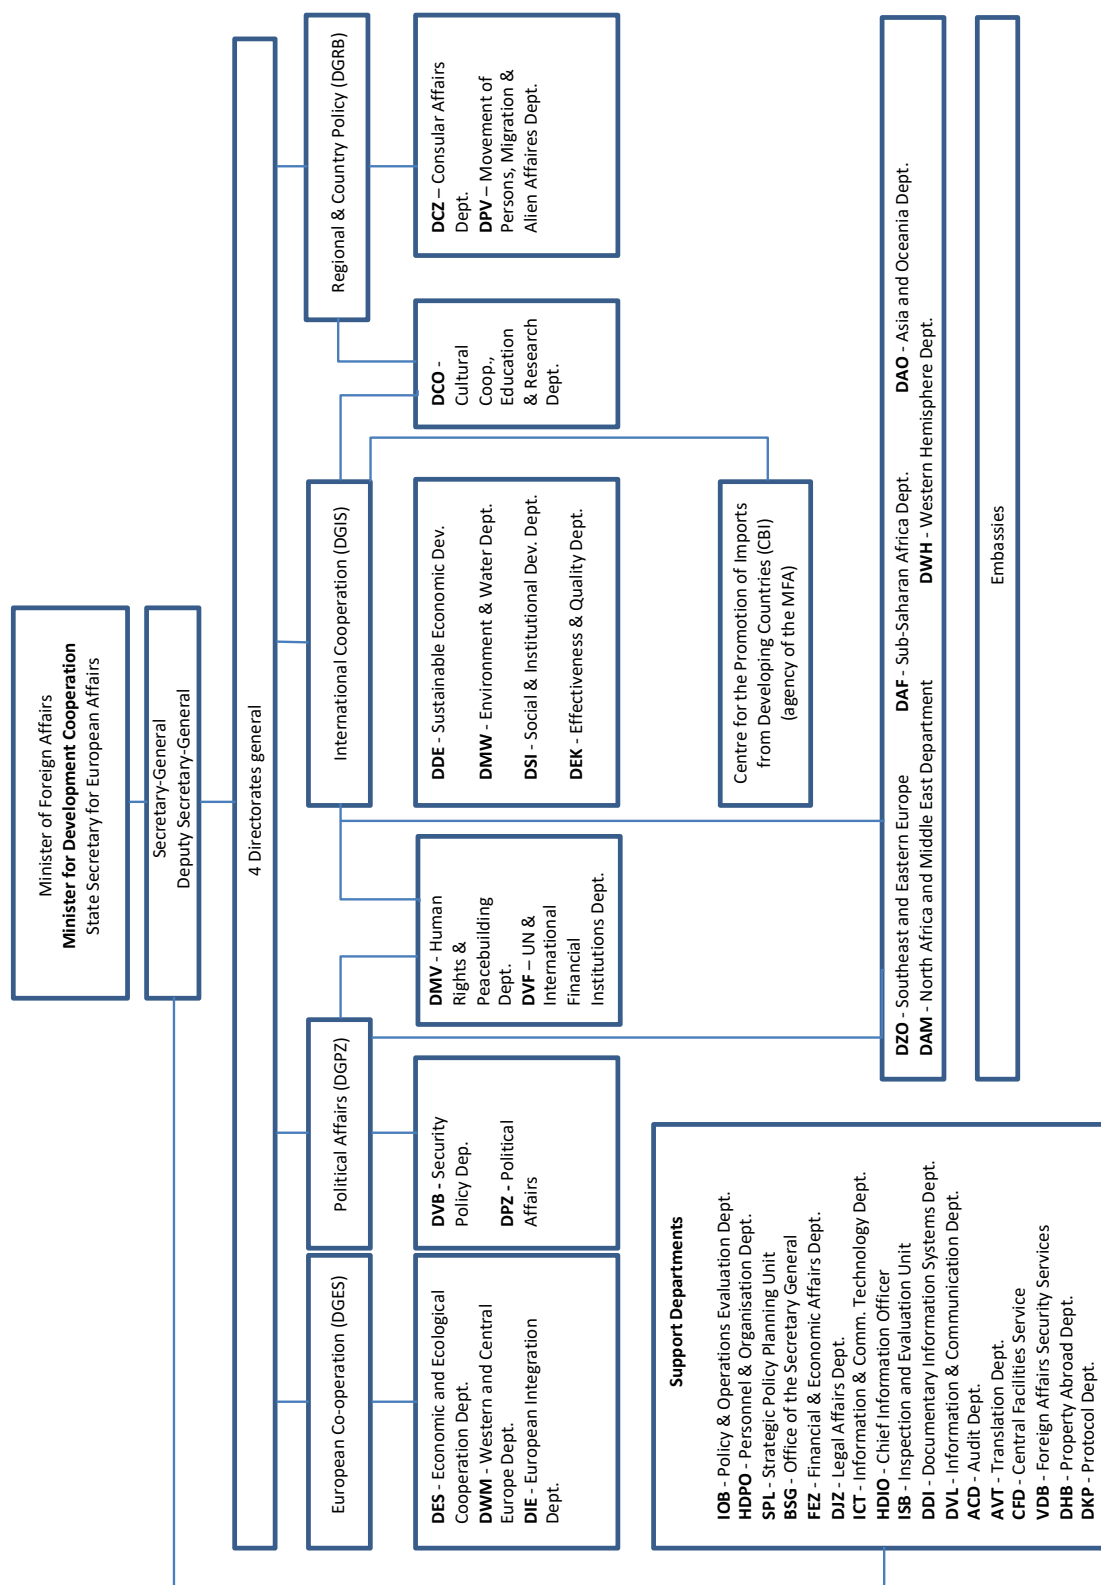 Minister of Foreign Affairs
Minister for Development Cooperation
State Secretary for European Affairs
Secretary-General
Deputy Secretary-General
4 Directorates general
European Co-operation (DGES)
Political Affairs (DGPZ)
International Cooperation (DGIS)
Regional & Country Policy (DGRB)
DES - Economic and Ecological
Cooperation Dept.
DWM - Western and Central
Europe Dept.
DIE - European Integration
Dept.
DVB - Security
Policy Dep.
DPZ - Political
Affairs
DMV - Human
Rights &
Peacebuilding
Dept.
DVF – UN &
International
Financial
Institutions Dept.
DDE - Sustainable Economic Dev.
DMW - Environment & Water Dept.
DSI - Social & Institutional Dev. Dept.
DEK - Effectiveness & Quality Dept.
DCO -
Cultural
Coop.,
Education
& Research
Dept.
DCZ – Consular Affairs
Dept.
DPV – Movement of
Persons, Migration &
Alien Affaires Dept.
Centre for the Promotion of Imports
from Developing Countries (CBI)
(agency of the MFA)
Support Departments
IOB - Policy & Operations Evaluation Dept.
HDPO - Personnel & Organisation Dept.
SPL - Strategic Policy Planning Unit
BSG - Office of the Secretary General
FEZ - Financial & Economic Affairs Dept.
DJZ - Legal Affairs Dept.
ICT - Information & Comm. Technology Dept.
HDIO - Chief Information Officer
ISB - Inspection and Evaluation Unit
DDI - Documentary Information Systems Dept.
DVL - Information & Communication Dept.
ACD - Audit Dept.
AVT - Translation Dept.
CFD - Central Facilities Service
VDB - Foreign Affairs Security Services
DHB - Property Abroad Dept.
DKP - Protocol Dept.
DZO - Southeast and Eastern Europe DAF - Sub-Saharan Africa Dept. DAO - Asia and Oceania Dept.
DAM - North Africa and Middle East Department DWH - Western Hemisphere Dept.
Embassies